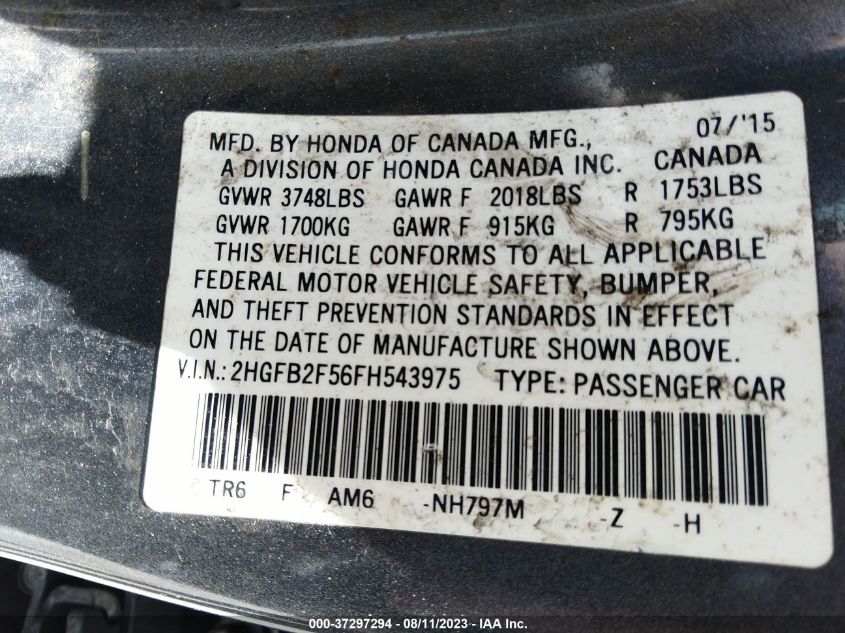 07/'15
MFD. BY HONDA OF CANADA MFG.,
A DIVISION OF HONDA CANADA INC. CANADA
GVWR 3748LBS GAWR F 2018LBS R 1753LBS
GVWR 1700KG GAWR F 915KG R 795KG
THIS VEHICLE CONFORMS TO ALL APPLICABLE
FEDERAL MOTOR VEHICLE SAFETY, BUMPER,
AND THEFT PREVENTION STANDARDS IN EFFECT
ON THE DATE OF MANUFACTURE SHOWN ABOVE.
V.I.N.: 2HGFB2F56FH543975 TYPE: PASSENGER CAR
TR6 F AM6 -NH797M -Z -H
000-37297294 - 08/11/2023 - IAA Inc.